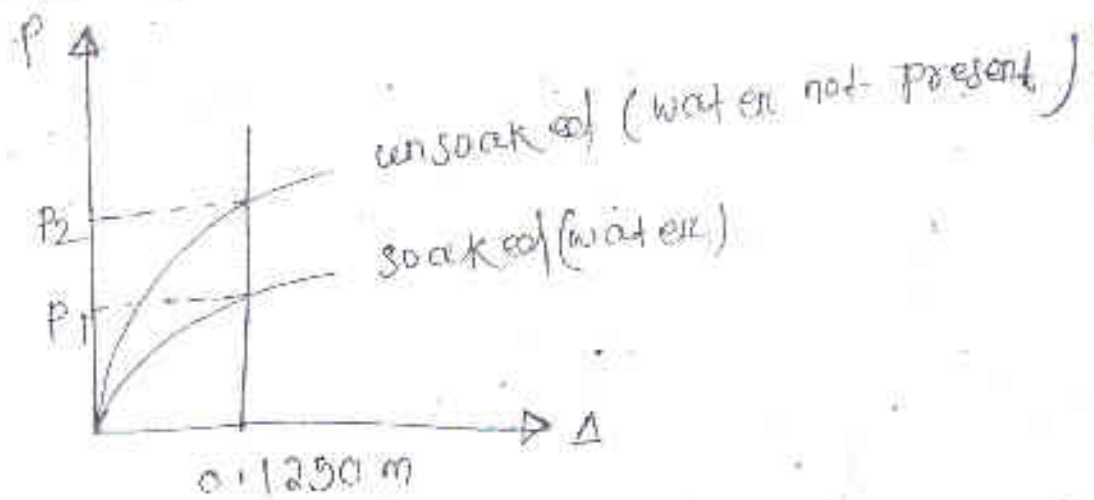 P
unsoaked (water not present)
P2
soaked (water)
P1
Δ
0.1250 m